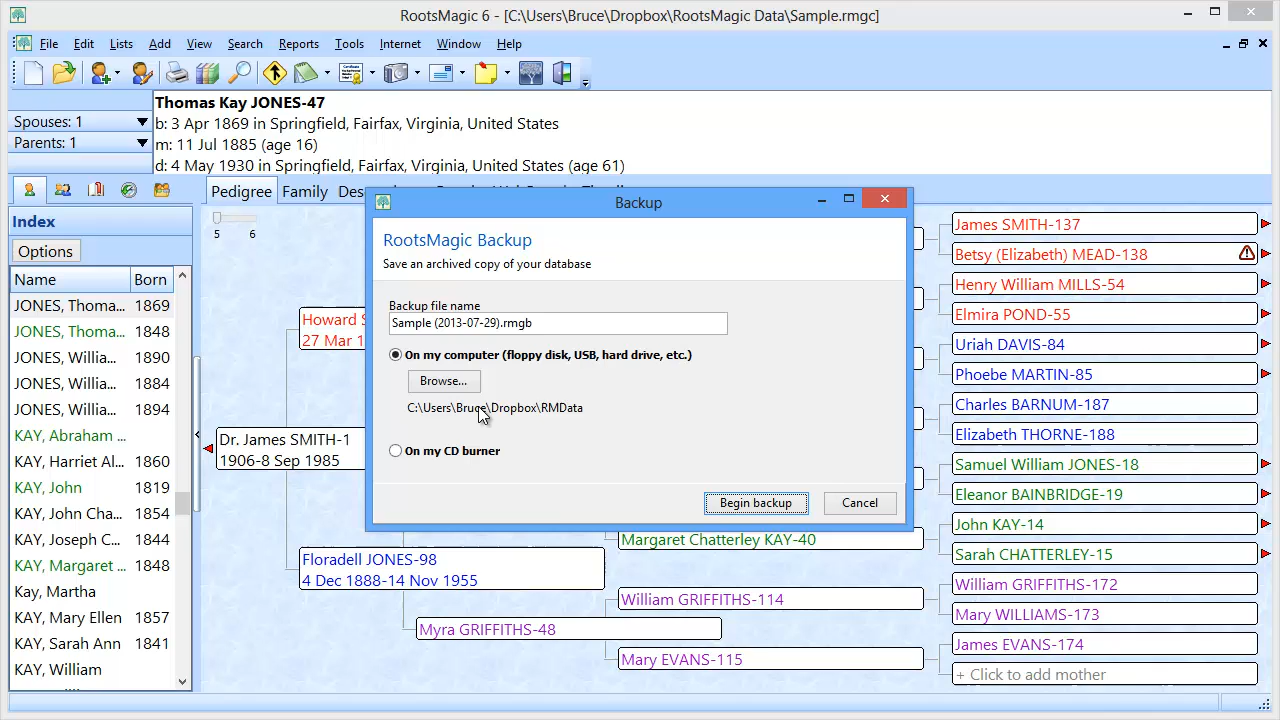 RootsMagic 6 - [C:\Users\Bruce\Dropbox\RootsMagic Data\Sample.rmgc]
File Edit Lists Add View Search Reports Tools Internet Window Help
Thomas Kay JONES-47
Spouses: 1
b: 3 Apr 1869 in Springfield, Fairfax, Virginia, United States
Parents: 1
m: 11 Jul 1885 (age 16)
d: 4 May 1930 in Springfield, Fairfax, Virginia, United States (age 61)
Pedigree Family
Index
Options
Name Born
JONES, Thoma... 1869
JONES, Thoma... 1848
JONES, Willia... 1890
JONES, Willia... 1884
JONES, Willia... 1894
KAY, Abraham ...
KAY, Harriet Al... 1860
KAY, John 1819
KAY, John Cha... 1854
KAY, Joseph C... 1844
KAY, Margaret ... 1848
Kay, Martha
KAY, Mary Ellen 1857
KAY, Sarah Ann 1841
KAY, William
5 6
Howard S
27 Mar 1
Dr. James SMITH-1
1906-8 Sep 1985
Floradell JONES-98
4 Dec 1888-14 Nov 1955
Myra GRIFFITHS-48
Backup
RootsMagic Backup
Save an archived copy of your database
Backup file name
Sample (2013-07-29).rmgb
On my computer (floppy disk, USB, hard drive, etc.)
Browse...
C:\Users\Bruce\Dropbox\RMData
On my CD burner
Begin backup Cancel
Margaret Chatterley KAY-40
William GRIFFITHS-114
Mary EVANS-115
James SMITH-137
Betsy (Elizabeth) MEAD-138
Henry William MILLS-54
Elmira POND-55
Uriah DAVIS-84
Phoebe MARTIN-85
Charles BARNUM-187
Elizabeth THORNE-188
Samuel William JONES-18
Eleanor BAINBRIDGE-19
John KAY-14
Sarah CHATTERLEY-15
William GRIFFITHS-172
Mary WILLIAMS-173
James EVANS-174
+ Click to add mother